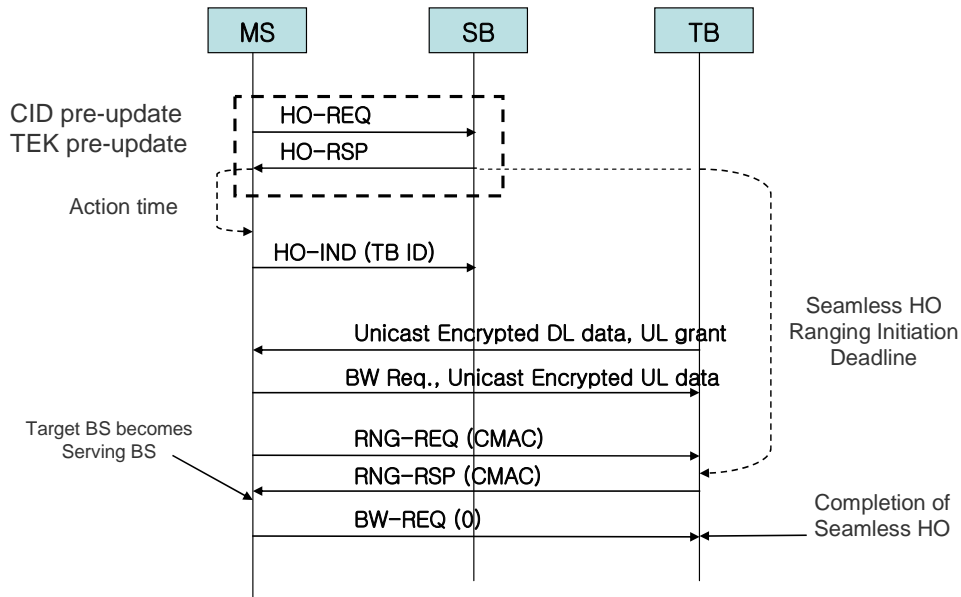 MS
SB
TB
CID pre-update
TEK pre-update
HO-REQ
HO-RSP
Action time
HO-IND (TB ID)
Seamless HO
Ranging Initiation
Deadline
Unicast Encrypted DL data, UL grant
BW Req., Unicast Encrypted UL data
Target BS becomes
Serving BS
RNG-REQ (CMAC)
RNG-RSP (CMAC)
BW-REQ (0)
Completion of
Seamless HO